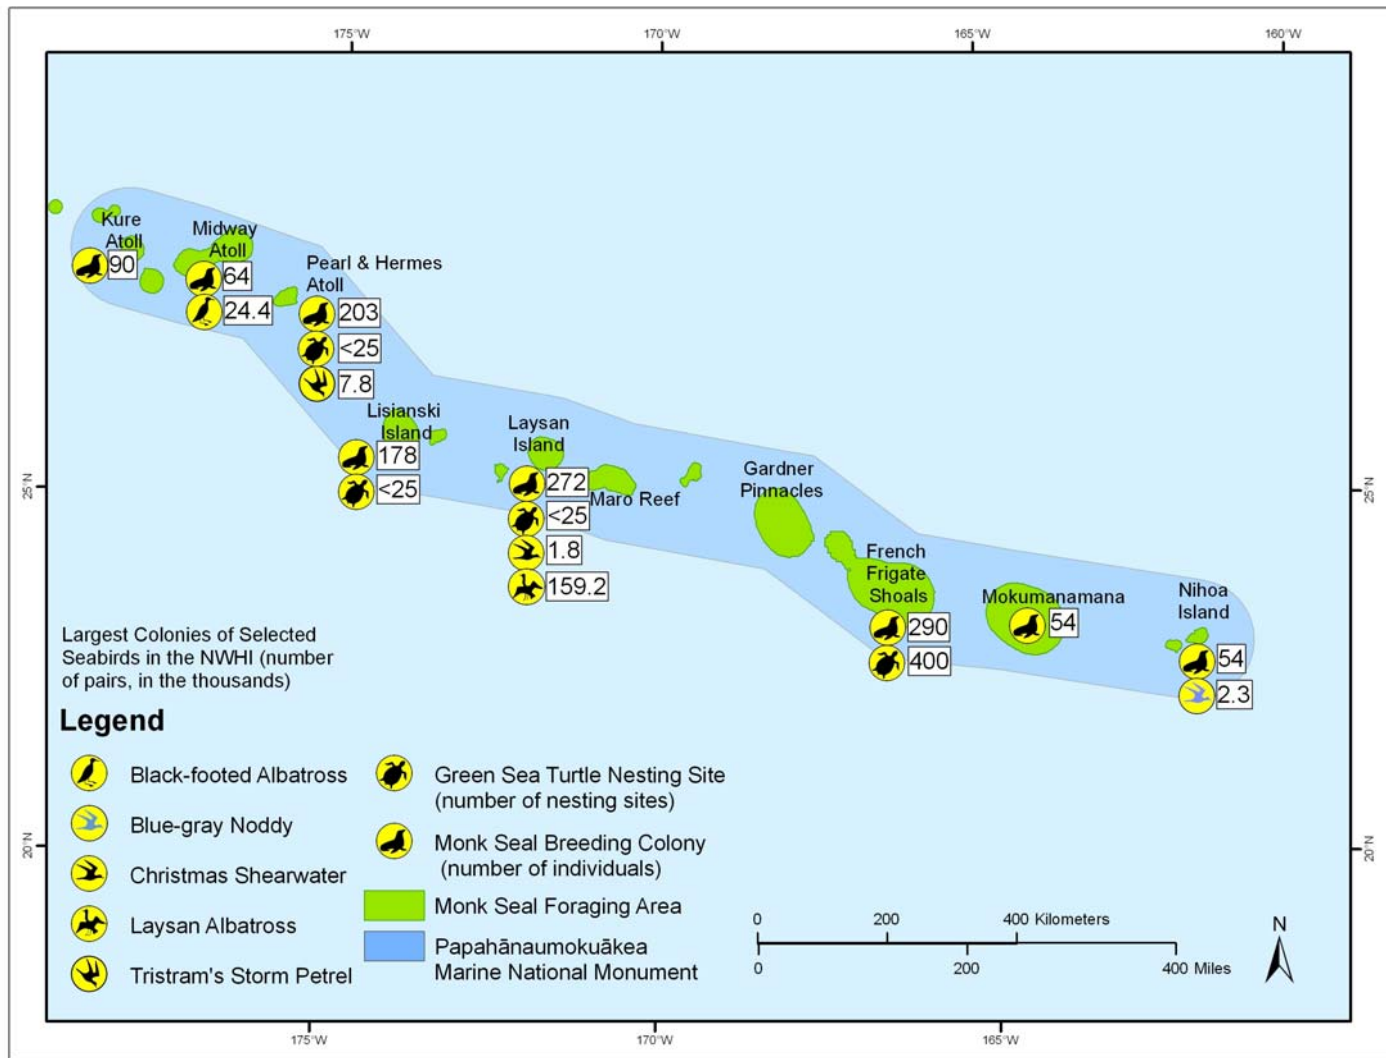 175°W 170°W 165°W 160°W
Kure
Atoll
90
Midway
Atoll
64
24.4
Pearl & Hermes
Atoll
203
<25
7.8
Lisianski
Island
178
<25
Laysan
Island
272
<25
1.8
159.2
Maro Reef
Gardner
Pinnacles
French
Frigate
Shoals
290
400
Mokumanamana
54
Nihoa
Island
54
2.3
25°N
25°N
20°N
20°N
Largest Colonies of Selected
Seabirds in the NWHI (number
of pairs, in the thousands)
Legend
Black-footed Albatross
Blue-gray Noddy
Christmas Shearwater
Laysan Albatross
Tristram's Storm Petrel
Green Sea Turtle Nesting Site
(number of nesting sites)
Monk Seal Breeding Colony
(number of individuals)
Monk Seal Foraging Area
Papahānaumokuākea
Marine National Monument
0 200 400 Kilometers
0 200 400 Miles
N
175°W 170°W 165°W